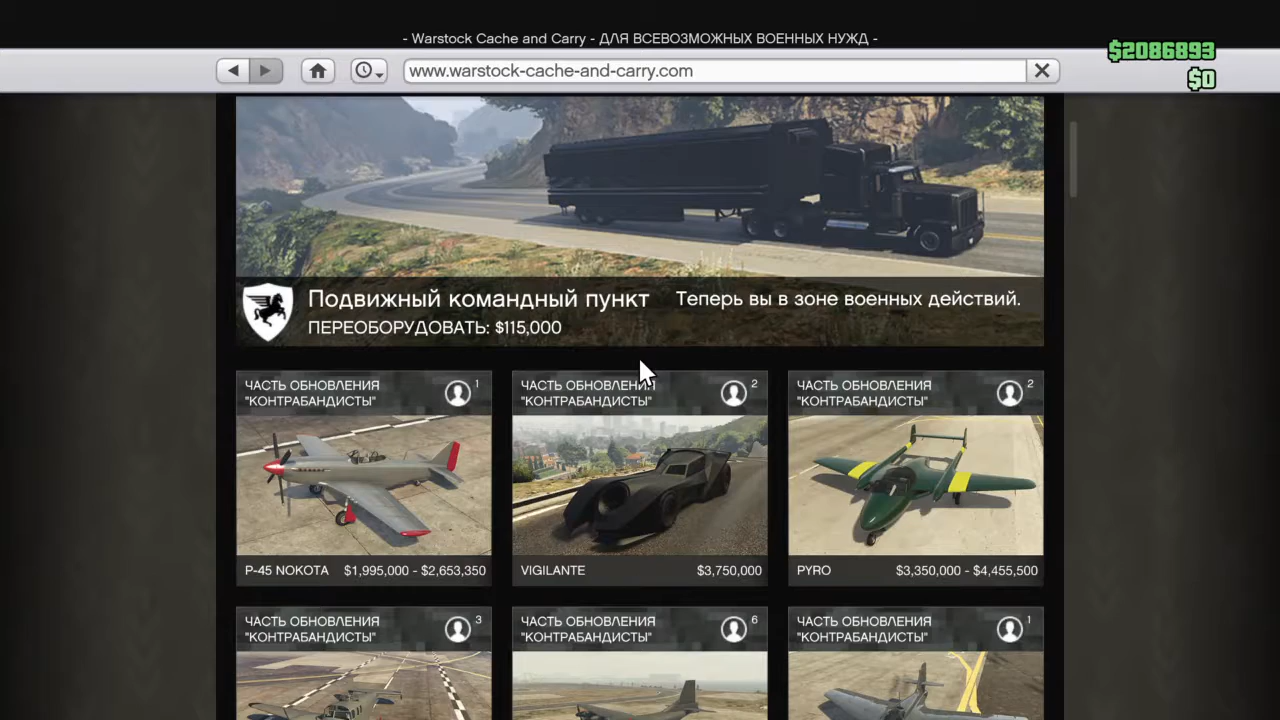 - Warstock Cache and Carry - ДЛЯ ВСЕВОЗМОЖНЫХ ВОЕННЫХ НУЖД -
www.warstock-cache-and-carry.com
$2086893
$0
Подвижный командный пункт Теперь вы в зоне военных действий.
ПЕРЕОБОРУДОВАТЬ: $115,000
ЧАСТЬ ОБНОВЛЕНИЯ
"КОНТРАБАНДИСТЫ"
1
ЧАСТЬ ОБНОВЛЕНИЯ
"КОНТРАБАНДИСТЫ"
2
ЧАСТЬ ОБНОВЛЕНИЯ
"КОНТРАБАНДИСТЫ"
2
P-45 NOKOTA $1,995,000 - $2,653,350
VIGILANTE $3,750,000
PYRO $3,350,000 - $4,455,500
ЧАСТЬ ОБНОВЛЕНИЯ
"КОНТРАБАНДИСТЫ"
3
ЧАСТЬ ОБНОВЛЕНИЯ
"КОНТРАБАНДИСТЫ"
6
ЧАСТЬ ОБНОВЛЕНИЯ
"КОНТРАБАНДИСТЫ"
1